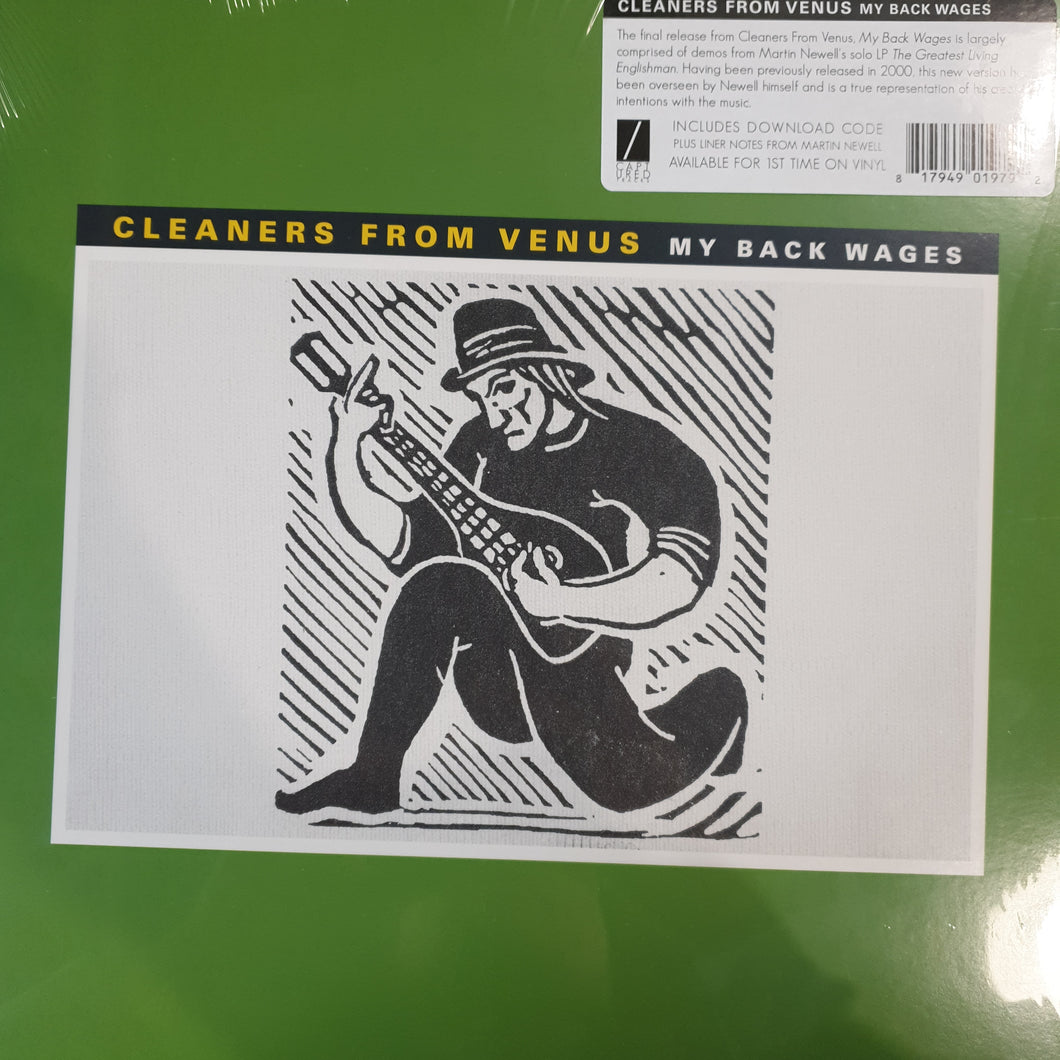 CLEANERS FROM VENUS MY BACK WAGES
The final release from Cleaners From Venus, My Back Wages is largely
comprised of demos from Martin Newell's solo LP The Greatest Living
Englishman. Having been previously released in 2000, this new version
been overseen by Newell himself and is a true representation of his
intentions with the music.
INCLUDES DOWNLOAD CODE
PLUS LINER NOTES FROM MARTIN NEWELL
AVAILABLE FOR 1ST TIME ON VINYL
CAPT
URED
TRACKS
8 17949 01979 2
CLEANERS FROM VENUS MY BACK WAGES